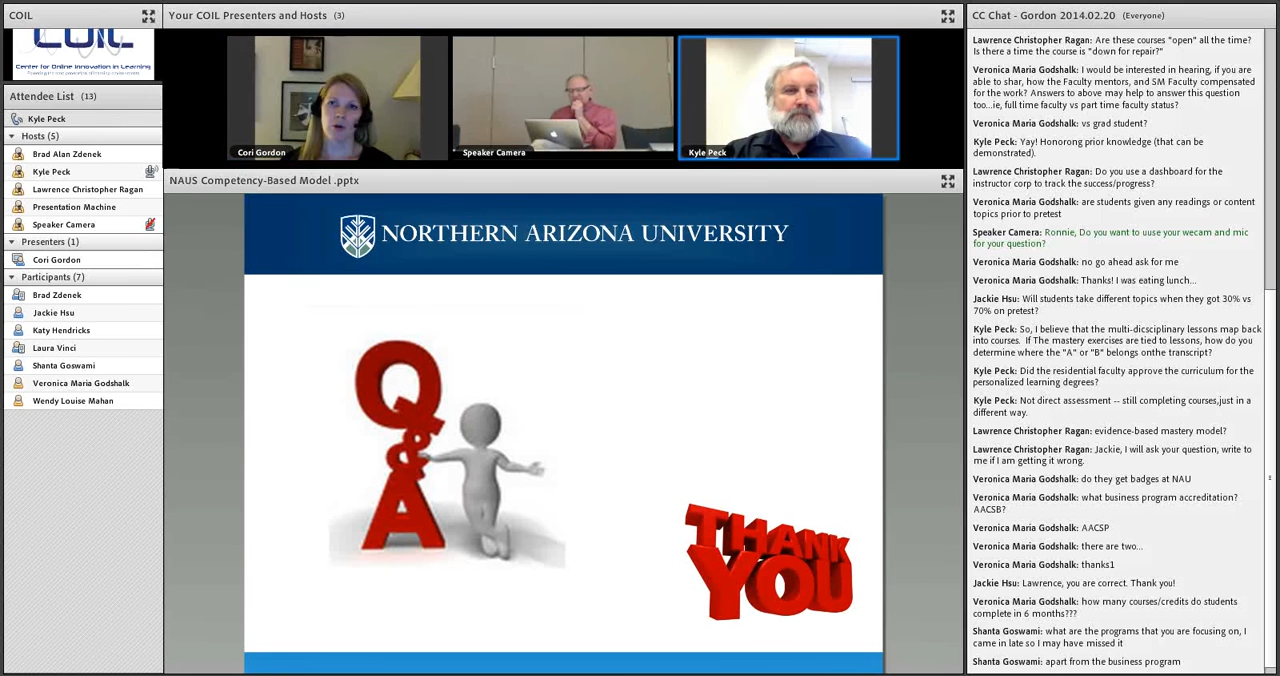 COIL
Your COIL Presenters and Hosts (3)
CC Chat - Gordon 2014.02.20 (Everyone)
COIL
Center for Online Innovation in Learning
Attendee List (13)
Kyle Peck
Hosts (5)
Brad Alan Zdenek
Kyle Peck
Lawrence Christopher Ragan
Presentation Machine
Speaker Camera
Presenters (1)
Cori Gordon
Participants (7)
Brad Zdenek
Jackie Hsu
Katy Hendricks
Laura Vinci
Shanta Goswami
Veronica Maria Godshalk
Wendy Louise Mahan
Cori Gordon
Speaker Camera
Kyle Peck
NAUS Competency-Based Model .pptx
NORTHERN ARIZONA UNIVERSITY
Q
&
A
THANK
YOU
Lawrence Christopher Ragan: Are these courses "open" all the time?
Is there a time the course is "down for repair?"
Veronica Maria Godshalk: I would be interested in hearing, if you are
able to share, how the Faculty mentors, and SM Faculty compensated
for the work? Answers to above may help to answer this question
too...ie, full time faculty vs part time faculty status?
Veronica Maria Godshalk: vs grad student?
Kyle Peck: Yay! Honorong prior knowledge (that can be
demonstrated).
Lawrence Christopher Ragan: Do you use a dashboard for the
instructor corp to track the success/progress?
Veronica Maria Godshalk: are students given any readings or content
topics prior to pretest
Speaker Camera: Ronnie, Do you want to uuse your wecam and mic
for your question?
Veronica Maria Godshalk: no go ahead ask for me
Veronica Maria Godshalk: Thanks! I was eating lunch...
Jackie Hsu: Will students take different topics when they got 30% vs
70% on pretest?
Kyle Peck: So, I believe that the multi-dicsciplinary lessons map back
into courses. If The mastery exercises are tied to lessons, how do you
determine where the "A" or "B" belongs onthe transcript?
Kyle Peck: Did the residential faculty approve the curriculum for the
personalized learning degrees?
Kyle Peck: Not direct assessment -- still completing courses,just in a
different way.
Lawrence Christopher Ragan: evidence-based mastery model?
Lawrence Christopher Ragan: Jackie, I will ask your question, write to
me if I am getting it wrong.
Veronica Maria Godshalk: do they get badges at NAU
Veronica Maria Godshalk: what business program accreditation?
AACSB?
Veronica Maria Godshalk: AACSP
Veronica Maria Godshalk: there are two...
Veronica Maria Godshalk: thanks1
Jackie Hsu: Lawrence, you are correct. Thank you!
Veronica Maria Godshalk: how many courses/credits do students
complete in 6 months???
Shanta Goswami: what are the programs that you are focusing on, I
came in late so I may have missed it
Shanta Goswami: apart from the business program